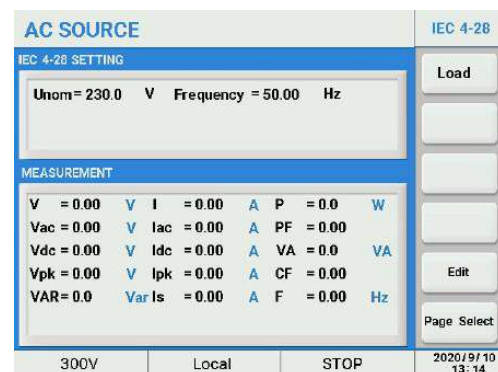 AC SOURCE
IEC 4-28
IEC 4-28 SETTING
Unom = 230.0 V Frequency = 50.00 Hz
MEASUREMENT
V = 0.00 V I = 0.00 A P = 0.0 W
Vac = 0.00 V Iac = 0.00 A PF = 0.00
Vdc = 0.00 V Idc = 0.00 A VA = 0.0 VA
Vpk = 0.00 V Ipk = 0.00 A CF = 0.00
VAR = 0.0 Var Is = 0.00 A F = 0.00 Hz
Load
Edit
Page Select
300V Local STOP
2020/9/10
13:14